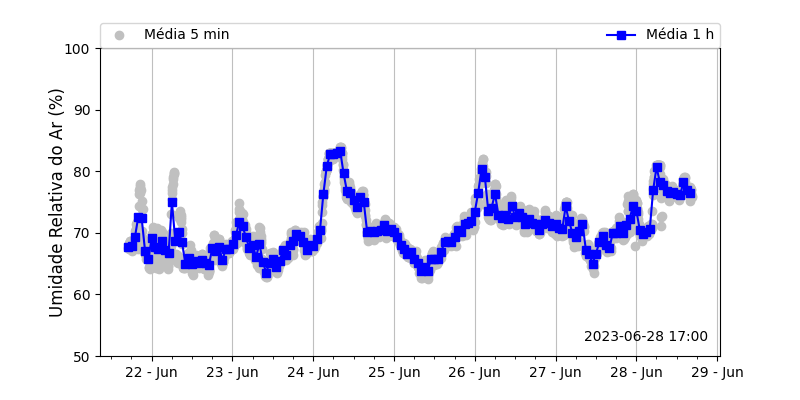 Média 5 min Média 1 h
100
90
80
70
60
50
Umidade Relativa do Ar (%)
2023-06-28 17:00
22 - Jun 23 - Jun 24 - Jun 25 - Jun 26 - Jun 27 - Jun 28 - Jun 29 - Jun